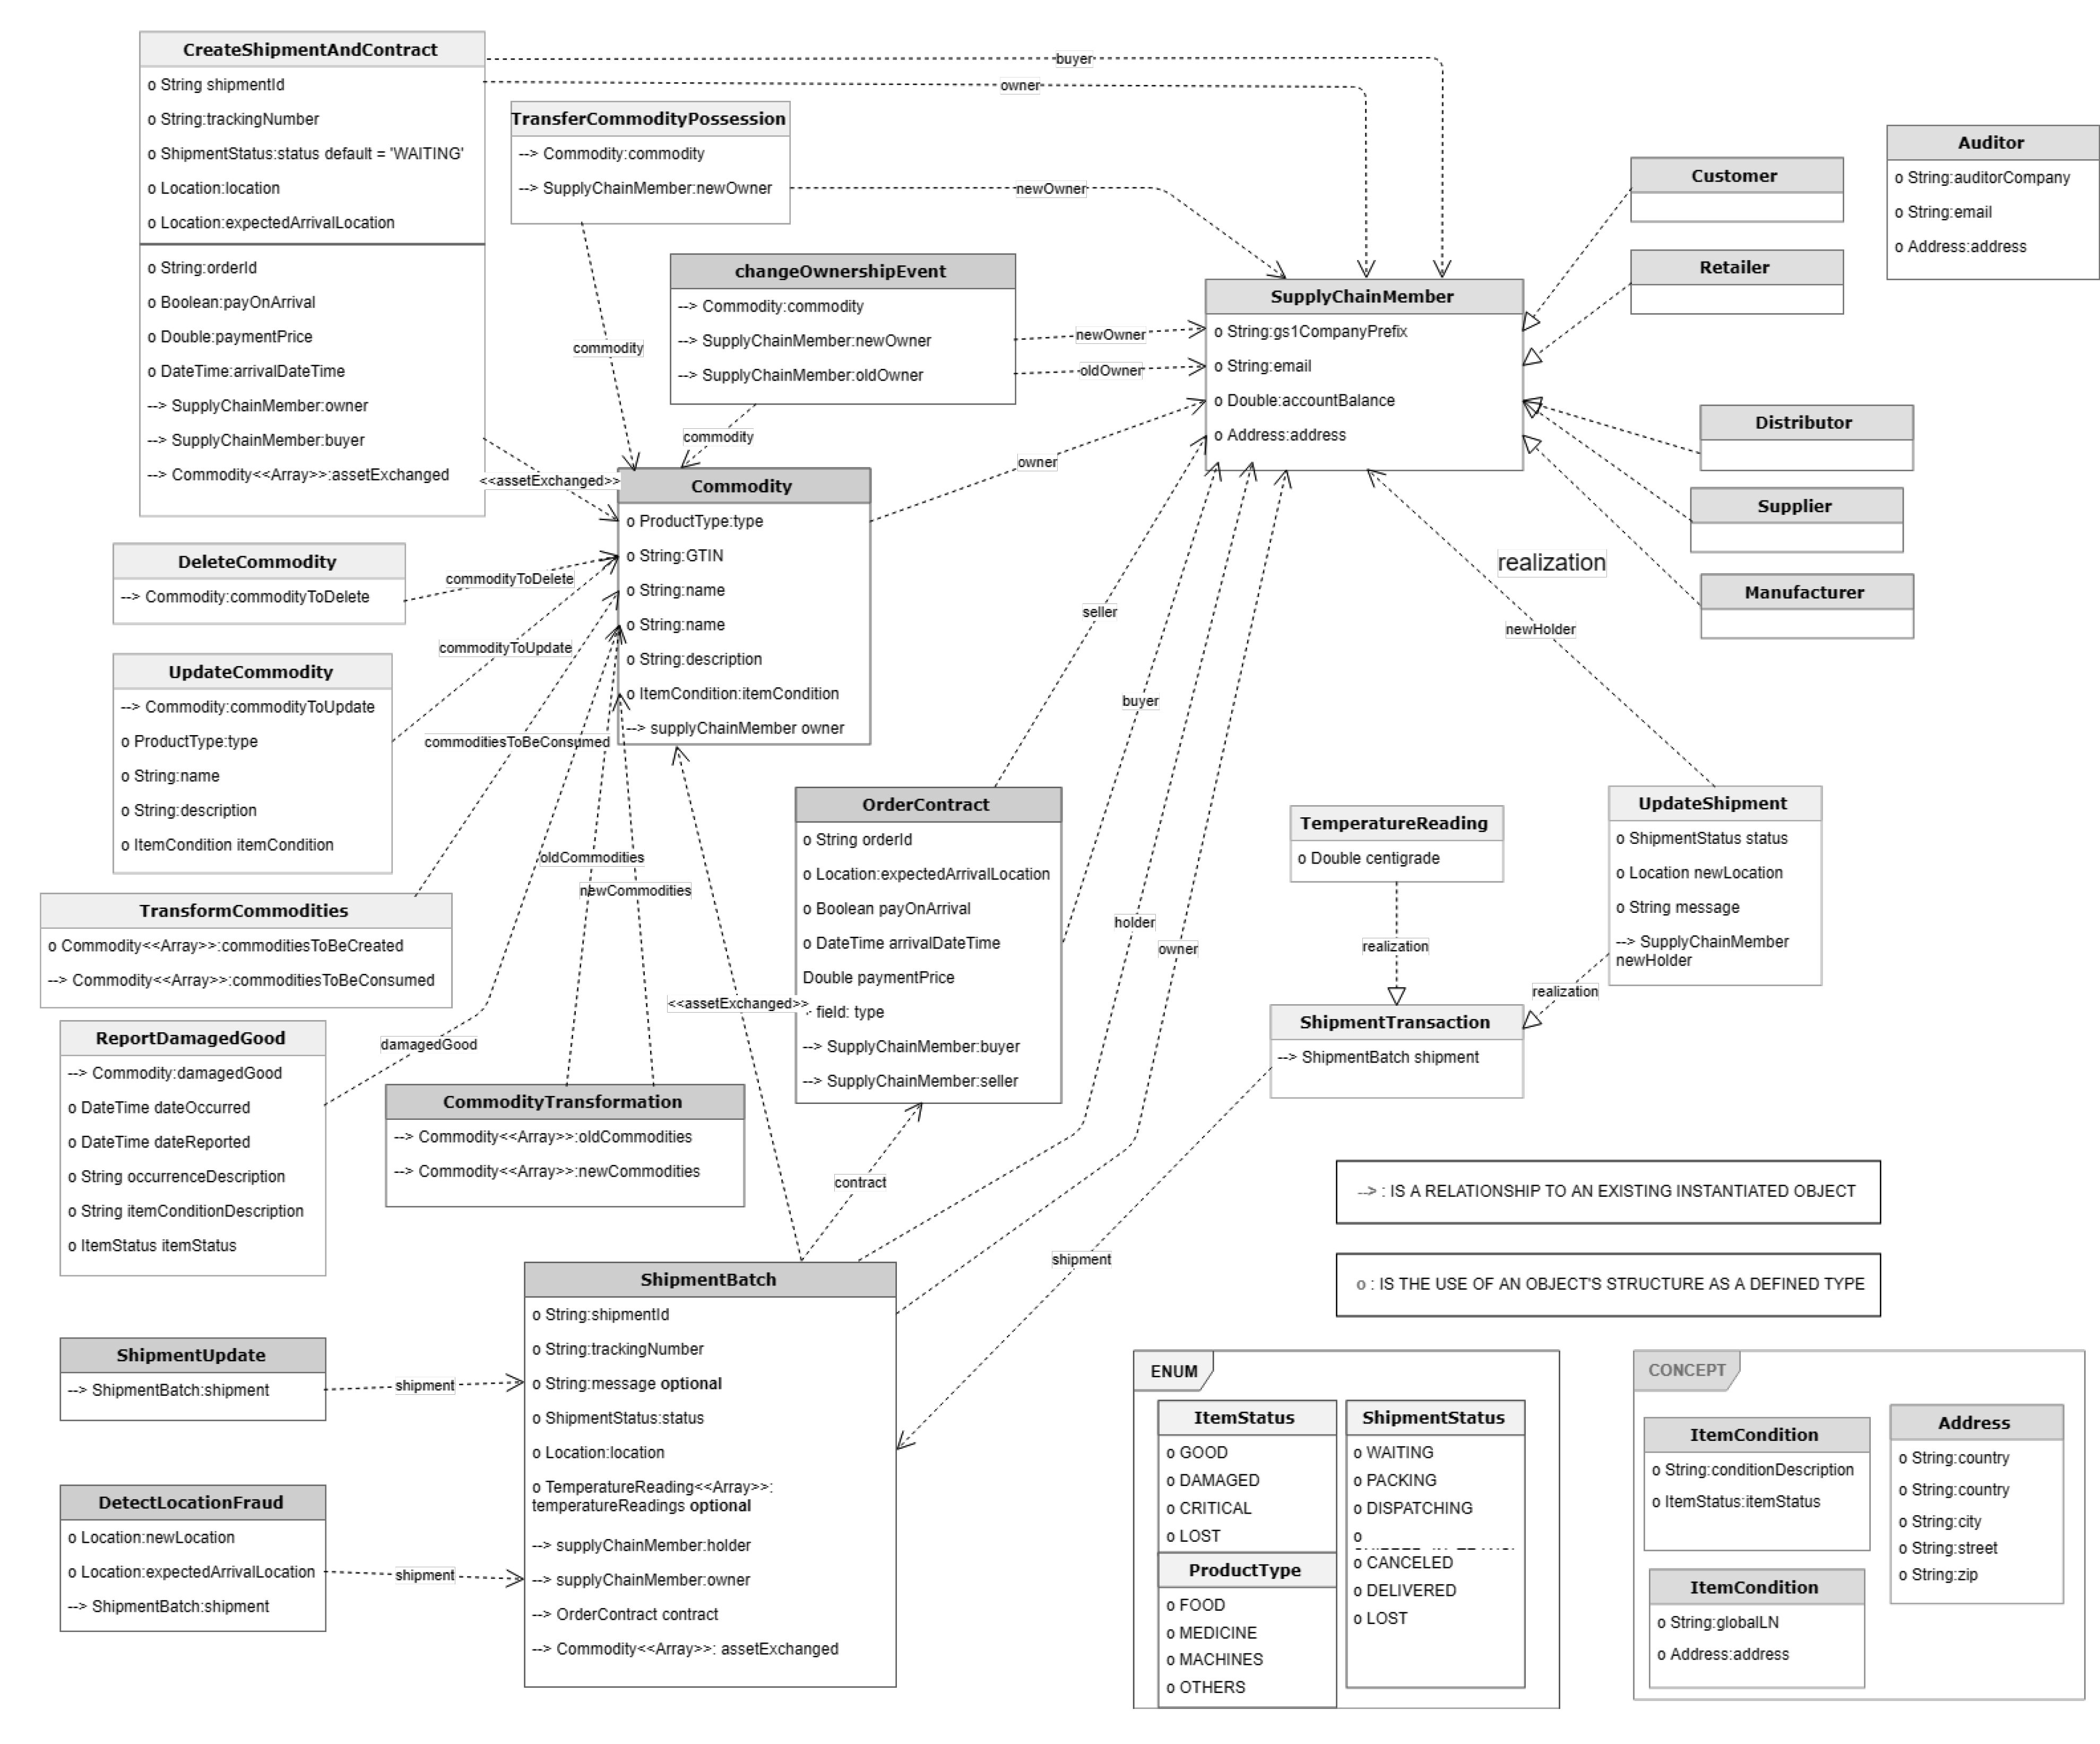 CreateShipmentAndContract
o String shipmentId
o String:trackingNumber
o ShipmentStatus:status default = 'WAITING'
o Location:location
o Location:expectedArrivalLocation
o String:orderId
o Boolean:payOnArrival
o Double:paymentPrice
o DateTime:arrivalDateTime
--> SupplyChainMember:owner
--> SupplyChainMember:buyer
--> Commodity<<Array>>:assetExchanged
buyer
owner
TransferCommodityPossession
--> Commodity:commodity
--> SupplyChainMember:newOwner
newOwner
commodity
changeOwnershipEvent
--> Commodity:commodity
--> SupplyChainMember:newOwner
--> SupplyChainMember:oldOwner
newOwner
oldOwner
commodity
SupplyChainMember
o String:gs1CompanyPrefix
o String:email
o Double:accountBalance
o Address:address
Customer
Retailer
Auditor
o String:auditorCompany
o String:email
o Address:address
Distributor
Supplier
Manufacturer
realization
newHolder
<<assetExchanged>>
Commodity
o ProductType:type
o String:GTIN
o String:name
o String:name
o String:description
o ItemCondition:itemCondition
--> supplyChainMember owner
owner
seller
buyer
holder
owner
DeleteCommodity
--> Commodity:commodityToDelete
commodityToDelete
UpdateCommodity
--> Commodity:commodityToUpdate
o ProductType:type
o String:name
o String:description
o ItemCondition itemCondition
commodityToUpdate
commoditiesToBeConsumed
TransformCommodities
o Commodity<<Array>>:commoditiesToBeCreated
--> Commodity<<Array>>:commoditiesToBeConsumed
oldCommodities
newCommodities
ReportDamagedGood
--> Commodity:damagedGood
o DateTime dateOccurred
o DateTime dateReported
o String occurrenceDescription
o String itemConditionDescription
o ItemStatus itemStatus
damagedGood
CommodityTransformation
--> Commodity<<Array>>:oldCommodities
--> Commodity<<Array>>:newCommodities
OrderContract
o String orderId
o Location:expectedArrivalLocation
o Boolean payOnArrival
o DateTime arrivalDateTime
Double paymentPrice
field: type
--> SupplyChainMember:buyer
--> SupplyChainMember:seller
<<assetExchanged>>
contract
TemperatureReading
o Double centigrade
realization
UpdateShipment
o ShipmentStatus status
o Location newLocation
o String message
--> SupplyChainMember
newHolder
realization
ShipmentTransaction
--> ShipmentBatch shipment
shipment
--> : IS A RELATIONSHIP TO AN EXISTING INSTANTIATED OBJECT
o : IS THE USE OF AN OBJECT'S STRUCTURE AS A DEFINED TYPE
ShipmentBatch
o String:shipmentId
o String:trackingNumber
o String:message optional
o ShipmentStatus:status
o Location:location
o TemperatureReading<<Array>>:
temperatureReadings optional
--> supplyChainMember:holder
--> supplyChainMember:owner
--> OrderContract contract
--> Commodity<<Array>>: assetExchanged
ShipmentUpdate
--> ShipmentBatch:shipment
shipment
DetectLocationFraud
o Location:newLocation
o Location:expectedArrivalLocation
--> ShipmentBatch:shipment
shipment
ENUM
ItemStatus
o GOOD
o DAMAGED
o CRITICAL
o LOST
ProductType
o FOOD
o MEDICINE
o MACHINES
o OTHERS
ShipmentStatus
o WAITING
o PACKING
o DISPATCHING
o
o CANCELED
o DELIVERED
o LOST
CONCEPT
ItemCondition
o String:conditionDescription
o ItemStatus:itemStatus
ItemCondition
o String:globalLN
o Address:address
Address
o String:country
o String:country
o String:city
o String:street
o String:zip